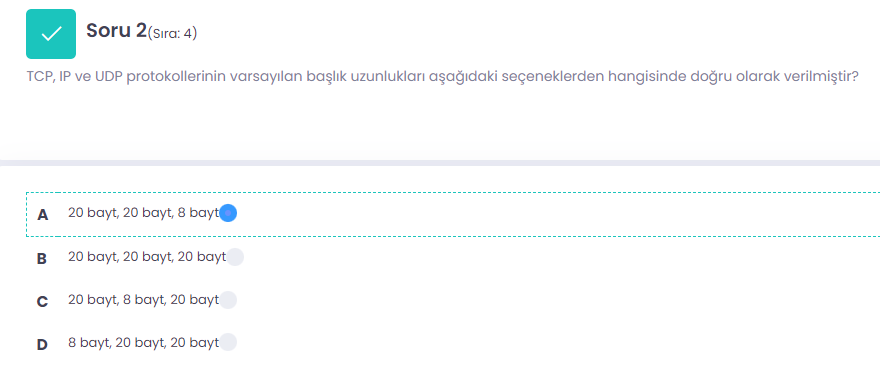 Soru 2(Sıra: 4)
TCP, IP ve UDP protokollerinin varsayılan başlık uzunlukları aşağıdaki seçeneklerden hangisinde doğru olarak verilmiştir?
A 20 bayt, 20 bayt, 8 bayt
B 20 bayt, 20 bayt, 20 bayt
C 20 bayt, 8 bayt, 20 bayt
D 8 bayt, 20 bayt, 20 bayt